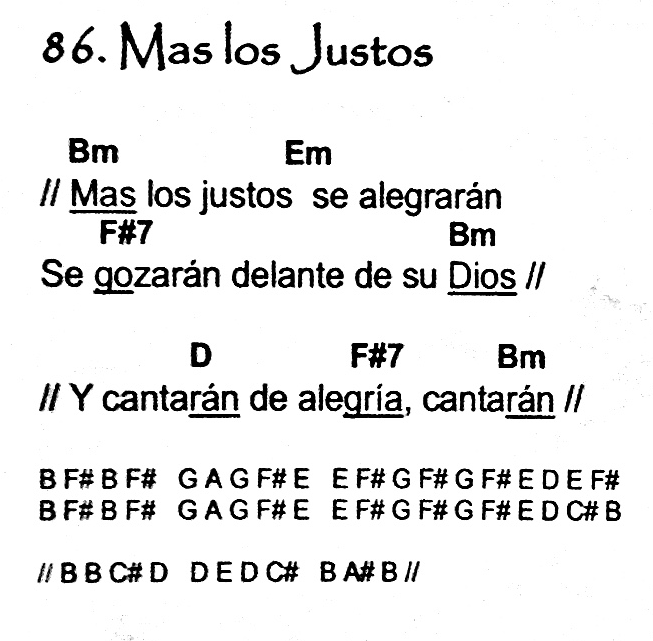 86. Mas los Justos
Bm Em
// Mas los justos se alegrarán
F#7 Bm
Se gozarán delante de su Dios //
D F#7 Bm
// Y cantarán de alegría, cantarán //
B F# B F# G A G F# E E F# G F# G F# E D E F#
B F# B F# G A G F# E E F# G F# G F# E D C# B
// B B C# D D E D C# B A# B //